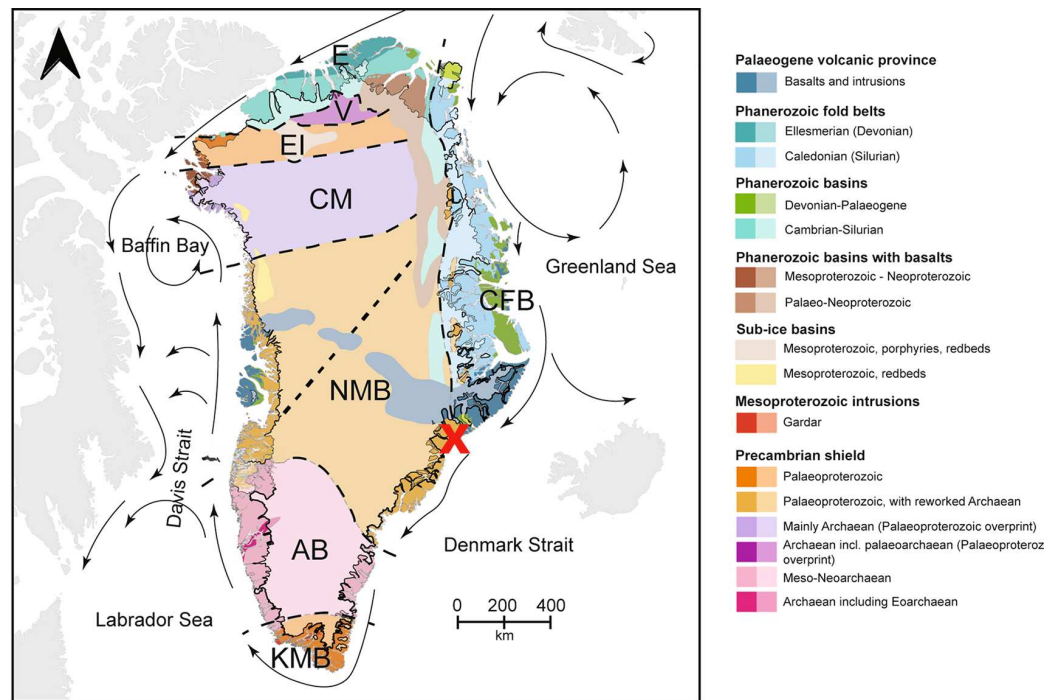 E
V
EI
CM
L
Baffin Bay
Greenland Sea
CFB
NMB
X
Davis Strait
AB
Denmark Strait
Labrador Sea
0 200 400
km
KMB
Palaeogene volcanic province
Basalts and intrusions
Phanerozoic fold belts
Ellesmerian (Devonian)
Caledonian (Silurian)
Phanerozoic basins
Devonian-Palaeogene
Cambrian-Silurian
Phanerozoic basins with basalts
Mesoproterozoic - Neoproterozoic
Palaeo-Neoproterozoic
Sub-ice basins
Mesoproterozoic, porphyries, redbeds
Mesoproterozoic, redbeds
Mesoproterozoic intrusions
Gardar
Precambrian shield
Palaeoproterozoic
Palaeoproterozoic, with reworked Archaean
Mainly Archaean (Palaeoproterozoic overprint)
Archaean incl. palaeoarchaean (Palaeoproteroz
overprint)
Meso-Neoarchaean
Archaean including Eoarchaean